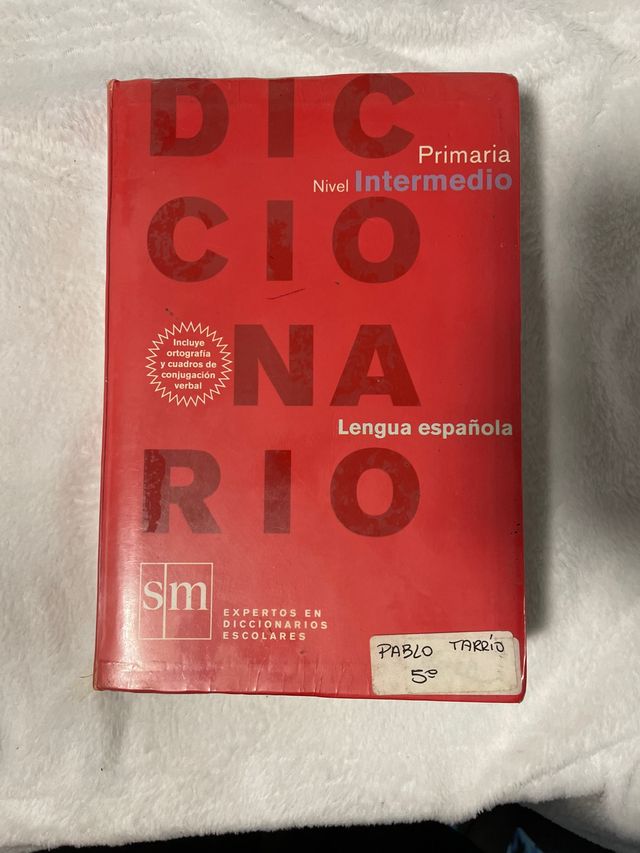 DIC
Primaria
Nivel Intermedio
CIO
Incluye
ortografía
y cuadros de
conjugación
verbal
NA
Lengua española
RIO
sm
EXPERTOS EN
DICCIONARIOS
ESCOLARES
PABLO TARRÍO
5º